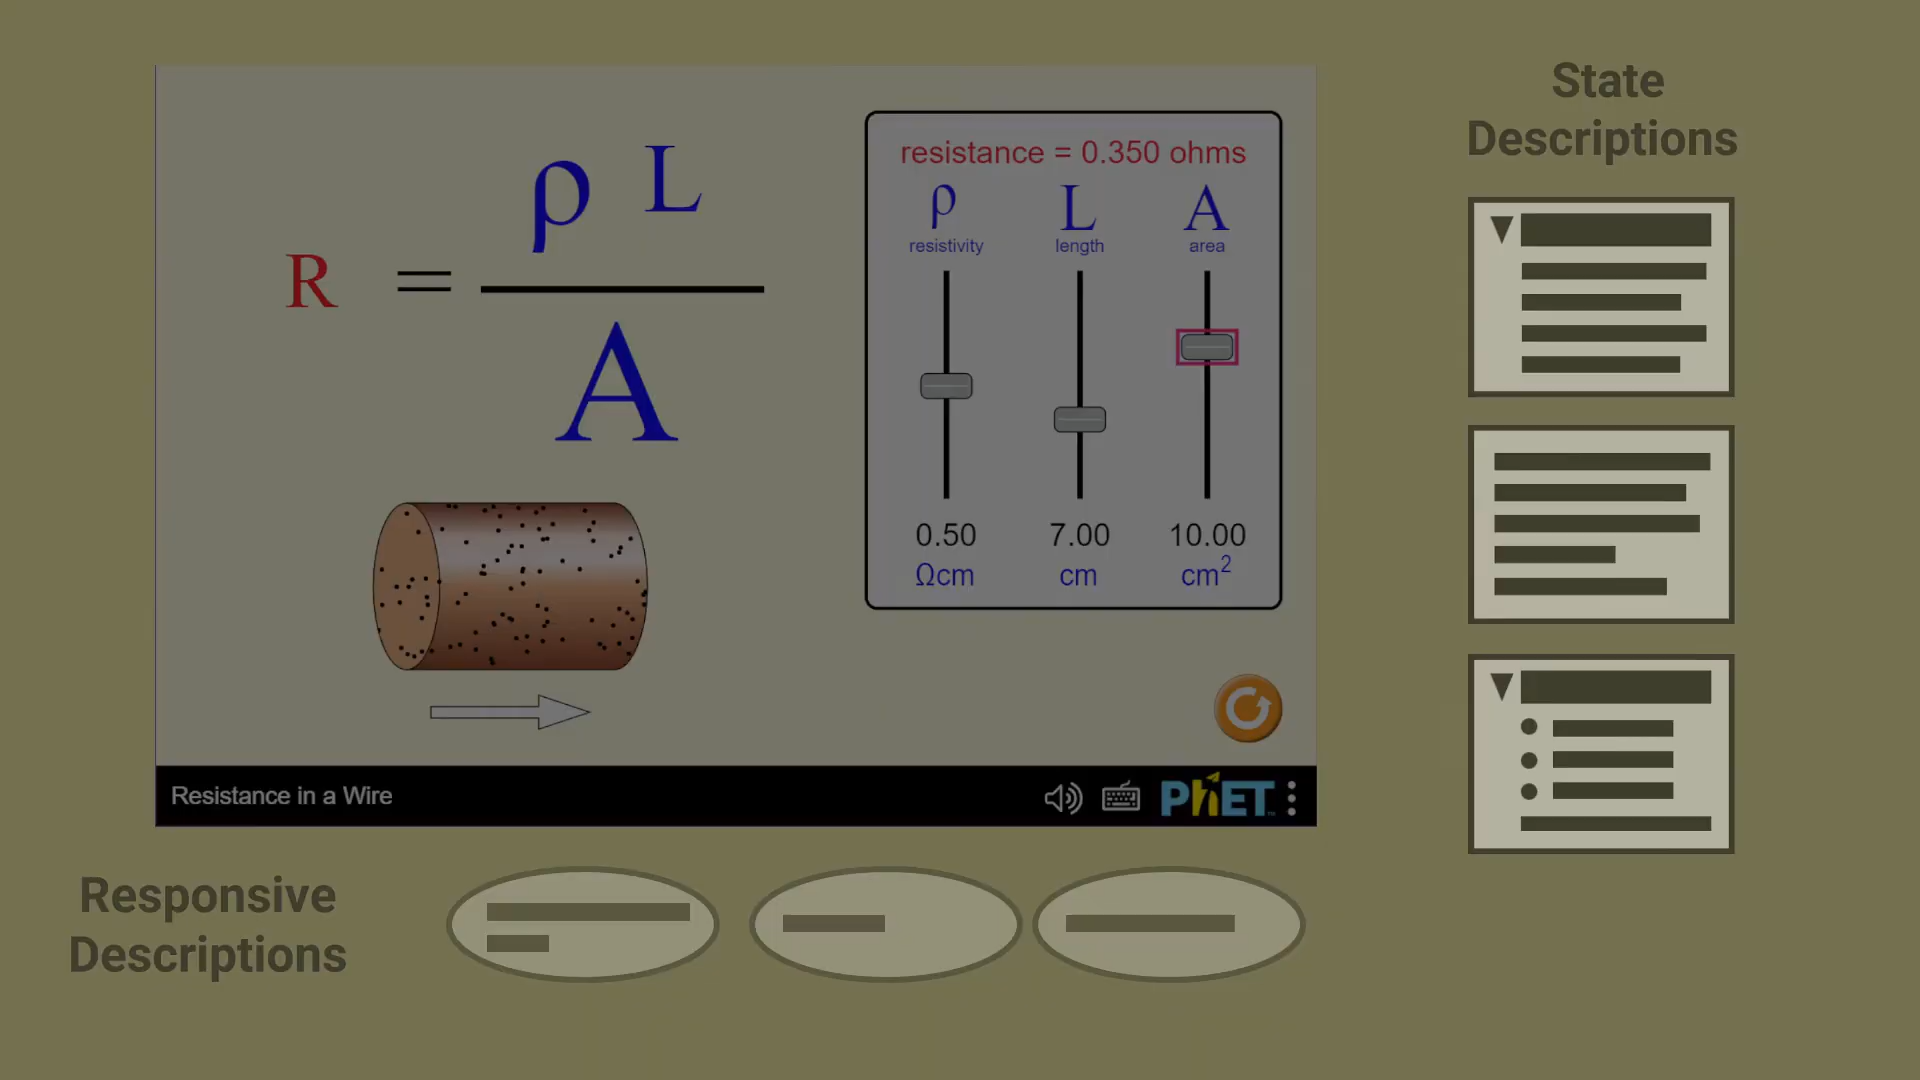 State
Descriptions
ρ L
R =
A
resistance = 0.350 ohms
ρ L A
resistivity length area
0.50 7.00 10.00
Ωcm cm cm²
Resistance in a Wire
PhET
Responsive
Descriptions